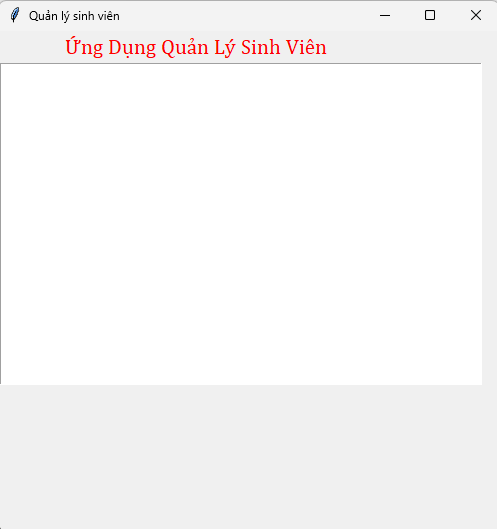 Quản lý sinh viên
Ứng Dụng Quản Lý Sinh Viên